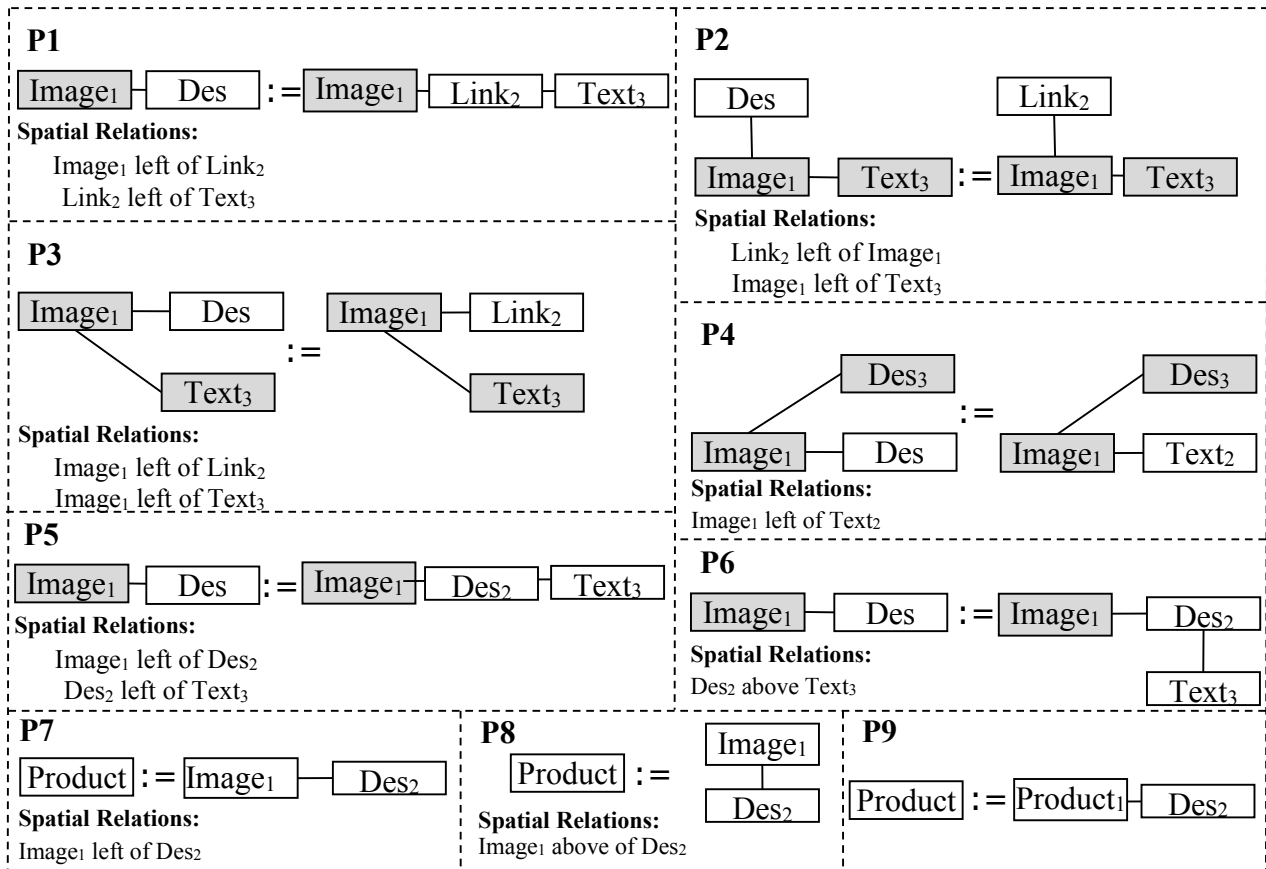 P1
Image₁ Des := Image₁ Link₂ Text₃
Spatial Relations:
Image₁ left of Link₂
Link₂ left of Text₃
P2
Des Link₂
Image₁ Text₃ := Image₁ Text₃
Spatial Relations:
Link₂ left of Image₁
Image₁ left of Text₃
P3
Image₁ Des := Image₁ Link₂
Text₃ Text₃
Spatial Relations:
Image₁ left of Link₂
Image₁ left of Text₃
P4
Des₃ := Des₃
Image₁ Des Image₁ Text₂
Spatial Relations:
Image₁ left of Text₂
P5
Image₁ Des := Image₁ Des₂ Text₃
Spatial Relations:
Image₁ left of Des₂
Des₂ left of Text₃
P6
Image₁ Des := Image₁ Des₂
Text₃
Spatial Relations:
Des₂ above Text₃
P7
Product := Image₁ Des₂
Spatial Relations:
Image₁ left of Des₂
P8
Image₁
Product :=
Des₂
Spatial Relations:
Image₁ above of Des₂
P9
Product := Product₁ Des₂